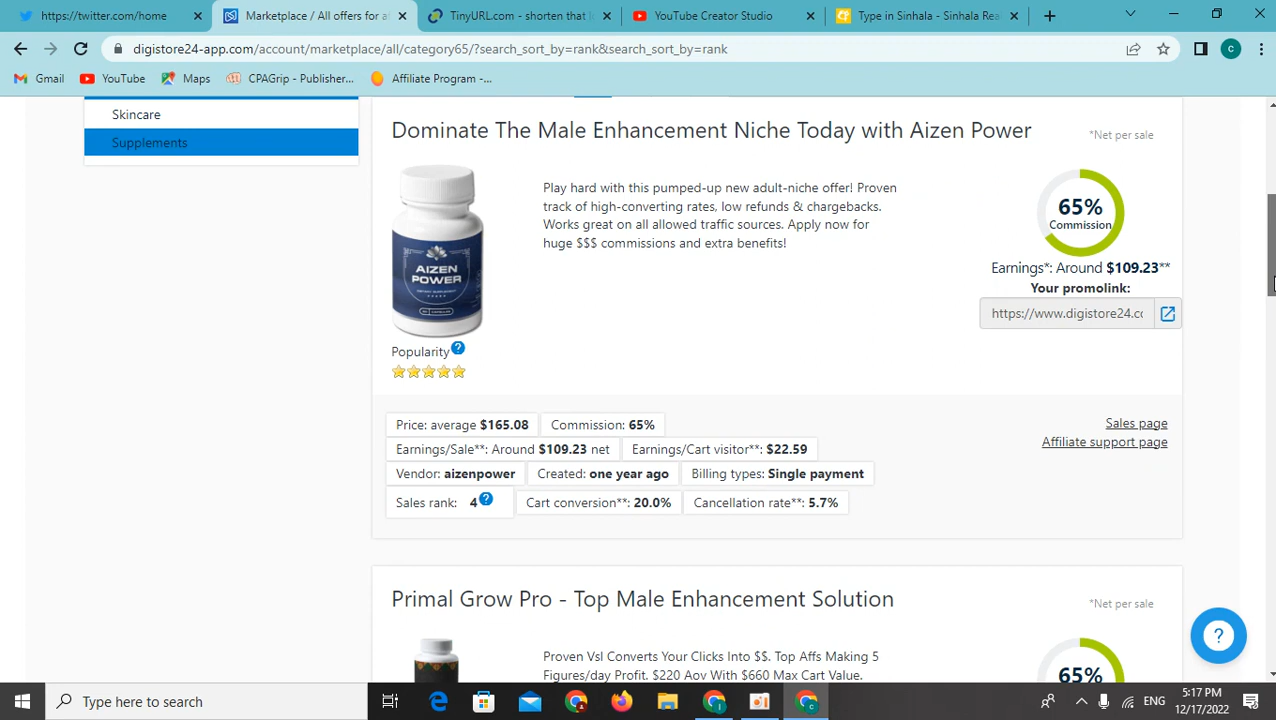 https://twitter.com/home
Marketplace / All offers for af
TinyURL.com - shorten that l
YouTube Creator Studio
Type in Sinhala - Sinhala Rea
digistore24-app.com/account/marketplace/all/category65/?search_sort_by=rank&search_sort_by=rank
C
Gmail
YouTube
Maps
CPAGrip - Publisher...
Affiliate Program -...
Skincare
Supplements
Dominate The Male Enhancement Niche Today with Aizen Power
*Net per sale
AIZEN
POWER
Play hard with this pumped-up new adult-niche offer! Proven
track of high-converting rates, low refunds & chargebacks.
Works great on all allowed traffic sources. Apply now for
huge $$$ commissions and extra benefits!
65%
Commission
Earnings*: Around $109.23**
Your promolink:
https://www.digistore24.cc
Popularity ?
Price: average $165.08
Commission: 65%
Earnings/Sale**: Around $109.23 net
Earnings/Cart visitor**: $22.59
Vendor: aizenpower
Created: one year ago
Billing types: Single payment
Sales rank: 4 ?
Cart conversion**: 20.0%
Cancellation rate**: 5.7%
Sales page
Affiliate support page
Primal Grow Pro - Top Male Enhancement Solution
*Net per sale
Proven Vsl Converts Your Clicks Into $$. Top Affs Making 5
Figures/day Profit. $220 Aov With $660 Max Cart Value.
65%
?
Type here to search
ENG
5:17 PM
12/17/2022